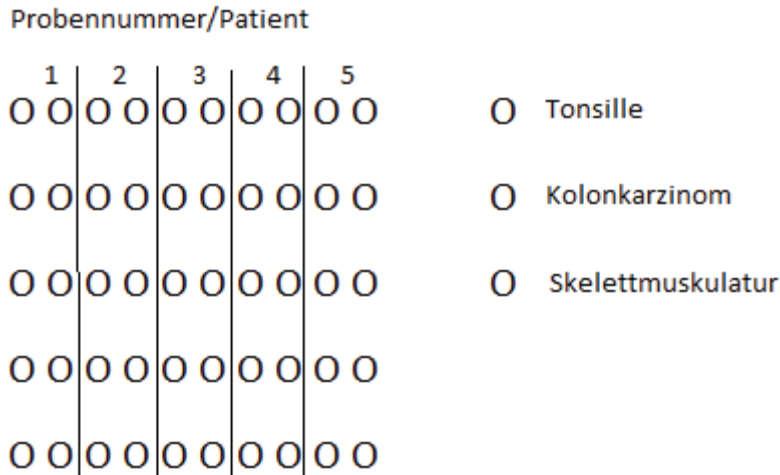 Probennummer/Patient
1 2 3 4 5
O O O O O O O O O O O Tonsille
O O O O O O O O O O O Kolonkarzinom
O O O O O O O O O O O Skelettmuskulatur
O O O O O O O O O O
O O O O O O O O O O